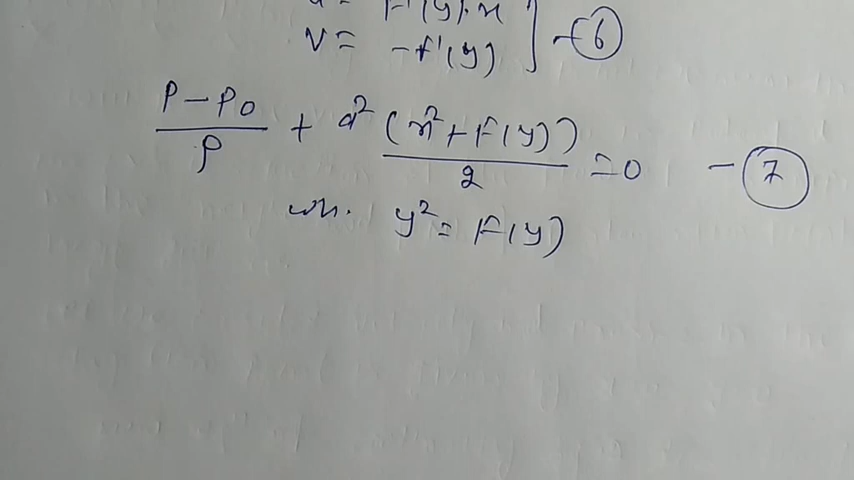 u = F'(y).x
V = -f'(y) ] - 6
P - P0 / ρ + a² (x² + F(y)) / 2 = 0 - 7
wh. y² = F(y)